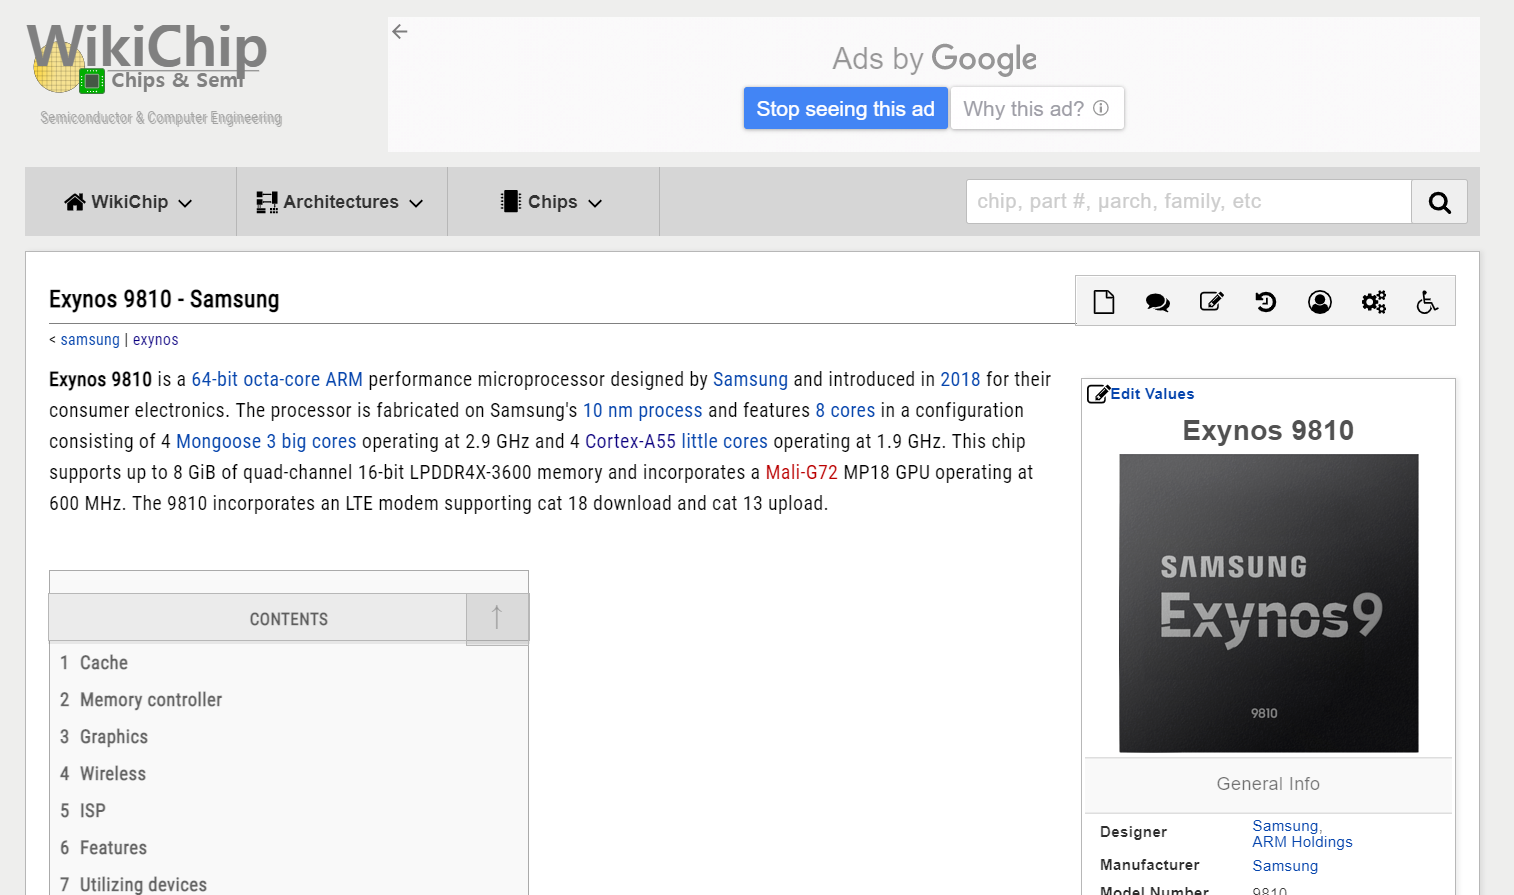 WikiChip
Chips & Semi
Semiconductor & Computer Engineering
Ads by Google
Stop seeing this ad
Why this ad?
WikiChip
Architectures
Chips
chip, part #, µarch, family, etc
Exynos 9810 - Samsung
< samsung | exynos
Exynos 9810 is a 64-bit octa-core ARM performance microprocessor designed by Samsung and introduced in 2018 for their
consumer electronics. The processor is fabricated on Samsung's 10 nm process and features 8 cores in a configuration
consisting of 4 Mongoose 3 big cores operating at 2.9 GHz and 4 Cortex-A55 little cores operating at 1.9 GHz. This chip
supports up to 8 GiB of quad-channel 16-bit LPDDR4X-3600 memory and incorporates a Mali-G72 MP18 GPU operating at
600 MHz. The 9810 incorporates an LTE modem supporting cat 18 download and cat 13 upload.
CONTENTS
↑
1 Cache
2 Memory controller
3 Graphics
4 Wireless
5 ISP
6 Features
7 Utilizing devices
Edit Values
Exynos 9810
SAMSUNG
Exynos9
9810
General Info
Designer
Samsung,
ARM Holdings
Manufacturer
Samsung
Model Number
9810